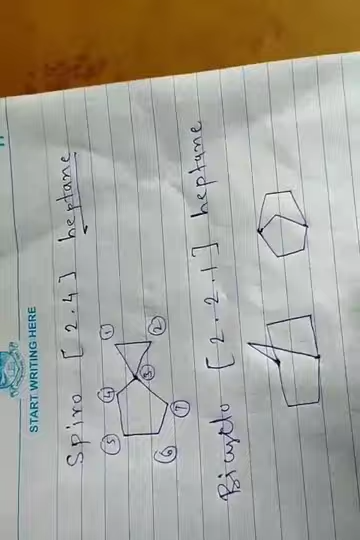 START WRITING HERE
Spiro [2.4] heptane
① ②
③
④ ⑦
⑤ ⑥
Bicyclo [2.2.1] heptane